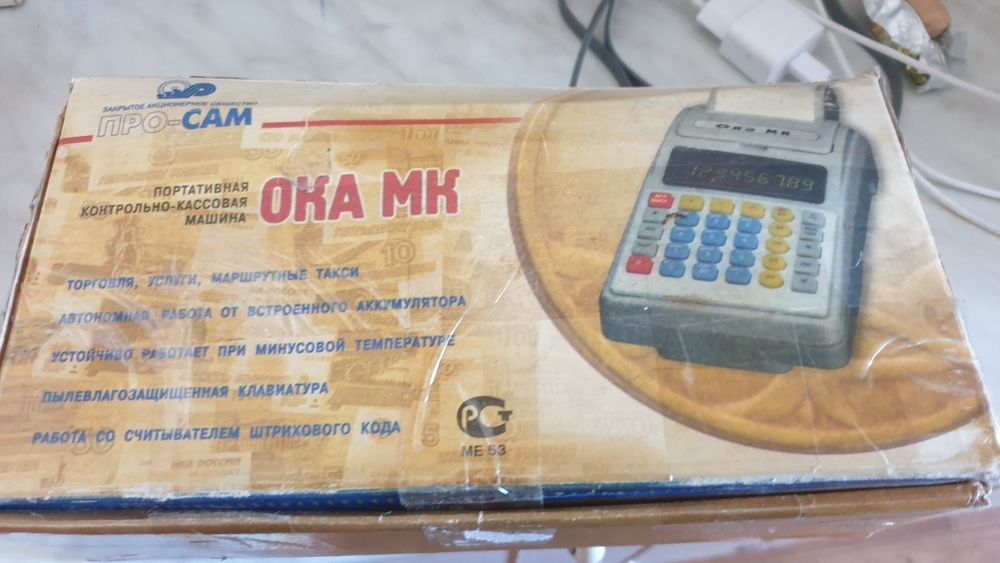 ЗАКРЫТОЕ АКЦИОНЕРНОЕ ОБЩЕСТВО
ПРО-САМ
ПОРТАТИВНАЯ
КОНТРОЛЬНО-КАССОВАЯ
МАШИНА
ОКА МК
ТОРГОВЛЯ, УСЛУГИ, МАРШРУТНЫЕ ТАКСИ
АВТОНОМНАЯ РАБОТА ОТ ВСТРОЕННОГО АККУМУЛЯТОРА
УСТОЙЧИВО РАБОТАЕТ ПРИ МИНУСОВОЙ ТЕМПЕРАТУРЕ
ПЫЛЕВЛАГОЗАЩИЩЕННАЯ КЛАВИАТУРА
РАБОТА СО СЧИТЫВАТЕЛЕМ ШТРИХОВОГО КОДА
РСТ
МЕ 53
Ока МК
123456789